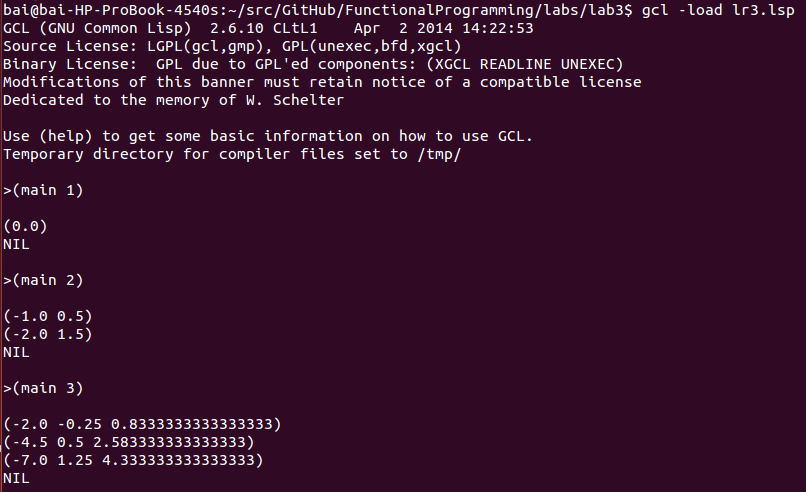 bai@bai-HP-ProBook-4540s:~/src/GitHub/FunctionalProgramming/labs/lab3$ gcl -load lr3.lsp
GCL (GNU Common Lisp)  2.6.10 CLtL1    Apr  2 2014 14:22:53
Source License: LGPL(gcl,gmp), GPL(unexec,bfd,xgcl)
Binary License:  GPL due to GPL'ed components: (XGCL READLINE UNEXEC)
Modifications of this banner must retain notice of a compatible license
Dedicated to the memory of W. Schelter
Use (help) to get some basic information on how to use GCL.
Temporary directory for compiler files set to /tmp/
>(main 1)
(0.0)
NIL
>(main 2)
(-1.0 0.5)
(-2.0 1.5)
NIL
>(main 3)
(-2.0 -0.25 0.8333333333333333)
(-4.5 0.5 2.583333333333333)
(-7.0 1.25 4.333333333333333)
NIL